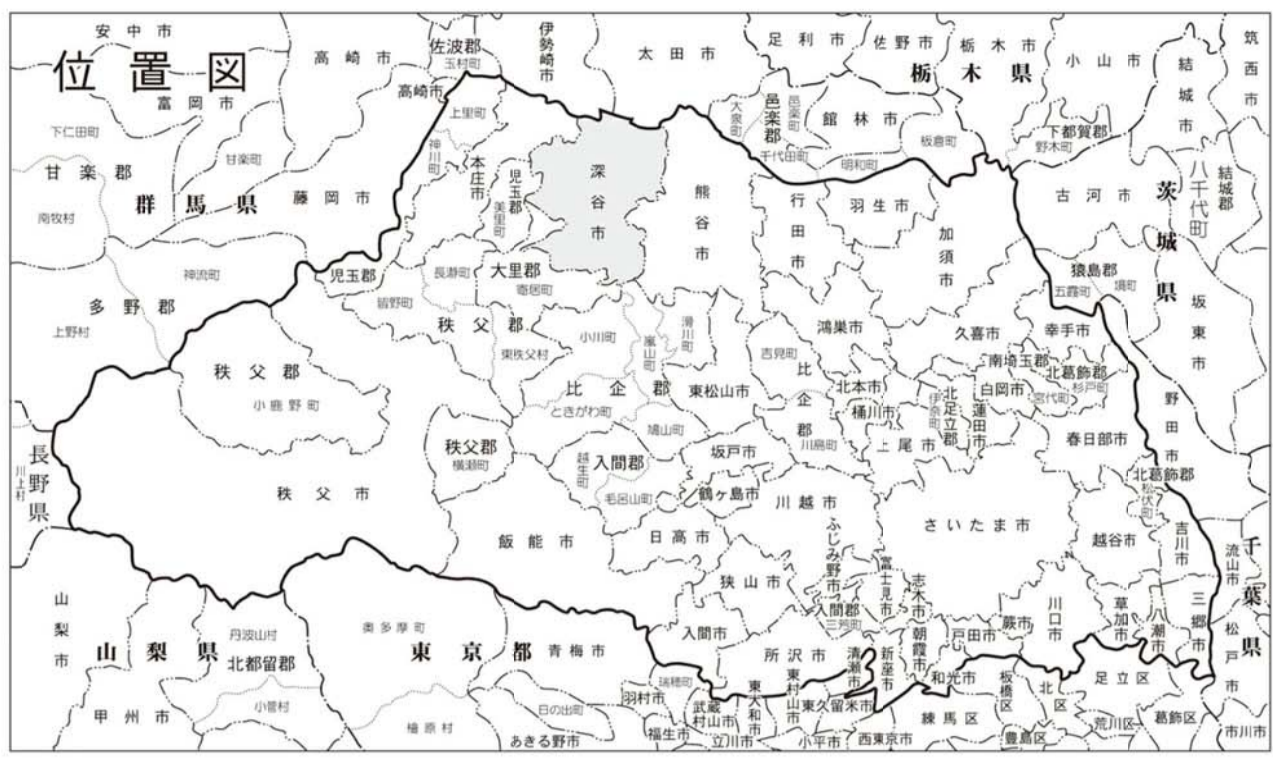 位置図
安中市
高崎市
佐波郡
玉村町
伊勢崎市
太田市
足利市
佐野市
栃木市
栃木県
小山市
結城市
筑西市
富岡市
高崎市
上里町
大泉町
邑楽郡
邑楽町
館林市
板倉町
下都賀郡
野木町
下仁田町
甘楽町
神川町
本庄市
児玉郡
美里町
深谷市
千代田町
明和町
甘楽郡
群馬県
藤岡市
南牧村
熊谷市
行田市
羽生市
加須市
古河市
茨城県
八千代町
結城郡
神流町
児玉郡
長瀞町
大里郡
寄居町
皆野町
猿島郡
五霞町
境町
坂東市
多野郡
上野村
秩父郡
東秩父村
小川町
嵐山町
滑川町
吉見町
鴻巣市
久喜市
幸手市
南埼玉郡
北葛飾郡
杉戸町
宮代町
白岡市
秩父郡
小鹿野町
比企郡
ときがわ町
東松山市
比企郡
川島町
北本市
桶川市
伊奈町
北足立郡
蓮田市
上尾市
春日部市
野田市
鳩山町
秩父郡
横瀬町
越生町
入間郡
毛呂山町
坂戸市
鶴ヶ島市
川越市
北葛飾郡
松伏町
長野県
川上村
秩父市
飯能市
日高市
ふじみ野市
さいたま市
越谷市
吉川市
流山市
千葉県
狭山市
入間郡
三芳町
富士見市
志木市
川口市
草加市
八潮市
三郷市
松戸市
山梨市
山梨県
丹波山村
北都留郡
小菅村
甲州市
奥多摩町
東京都
青梅市
入間市
所沢市
清瀬市
新座市
朝霞市
戸田市
蕨市
和光市
瑞穂町
羽村市
武蔵村山市
東大和市
東村山市
東久留米市
板橋区
北区
足立区
練馬区
荒川区
葛飾区
檜原村
日の出町
あきる野市
福生市
立川市
小平市
西東京市
豊島区
市川市